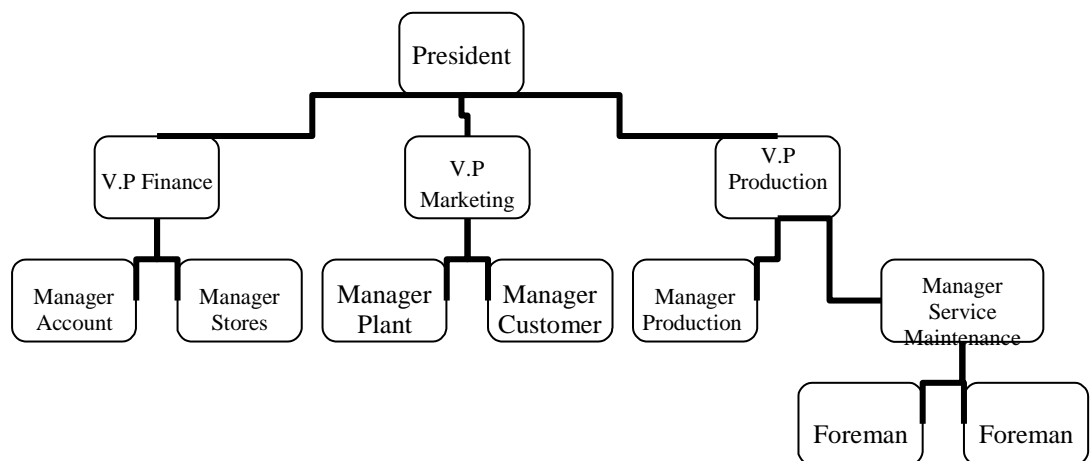 President
V.P Finance
V.P
Marketing
V.P
Production
Manager
Account
Manager
Stores
Manager
Plant
Manager
Customer
Manager
Production
Manager
Service
Maintenance
Foreman
Foreman